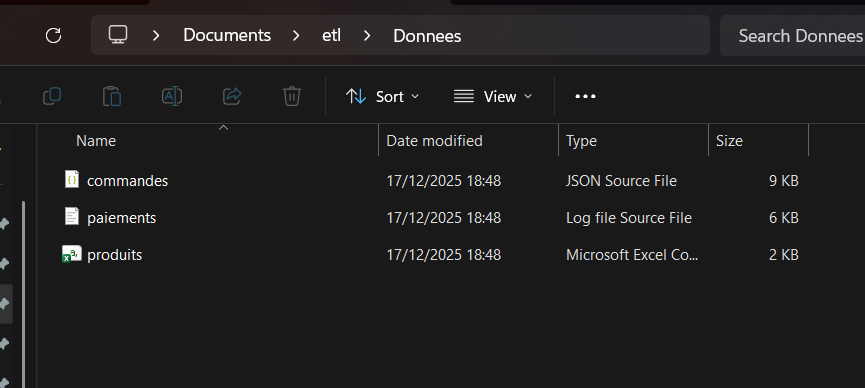 Documents > etl > Donnees
Search Donnees
Sort
View
Name Date modified Type Size
commandes 17/12/2025 18:48 JSON Source File 9 KB
paiements 17/12/2025 18:48 Log file Source File 6 KB
produits 17/12/2025 18:48 Microsoft Excel Co... 2 KB